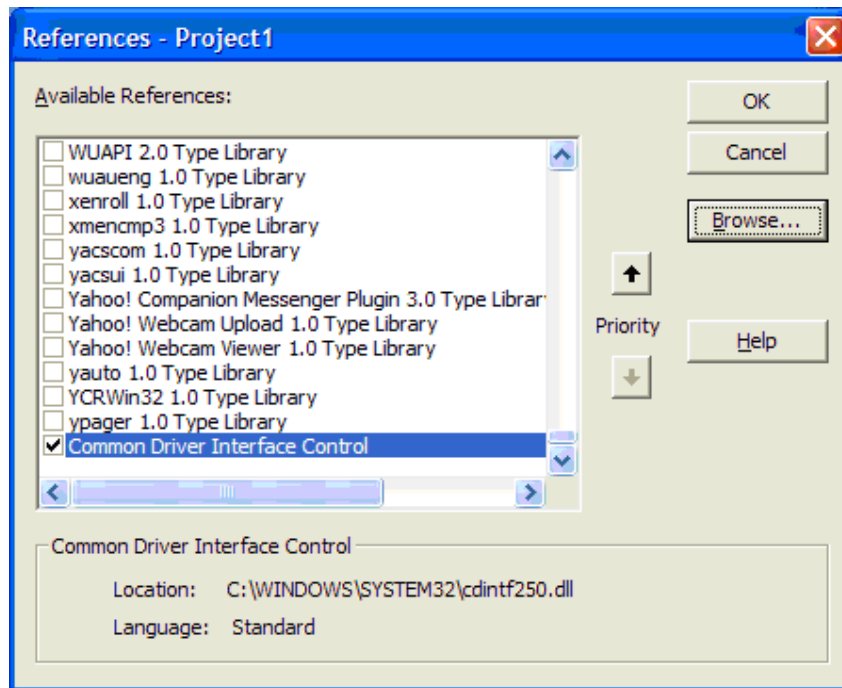 References - Project1
Available References:
WUAPI 2.0 Type Library
wuaueng 1.0 Type Library
xenroll 1.0 Type Library
xmencmp3 1.0 Type Library
yacscom 1.0 Type Library
yacsui 1.0 Type Library
Yahoo! Companion Messenger Plugin 3.0 Type Librar
Yahoo! Webcam Upload 1.0 Type Library
Yahoo! Webcam Viewer 1.0 Type Library
yauto 1.0 Type Library
YCRWin32 1.0 Type Library
ypager 1.0 Type Library
Common Driver Interface Control
OK
Cancel
Browse...
Priority
Help
Common Driver Interface Control
Location: C:\WINDOWS\SYSTEM32\cdintf250.dll
Language: Standard